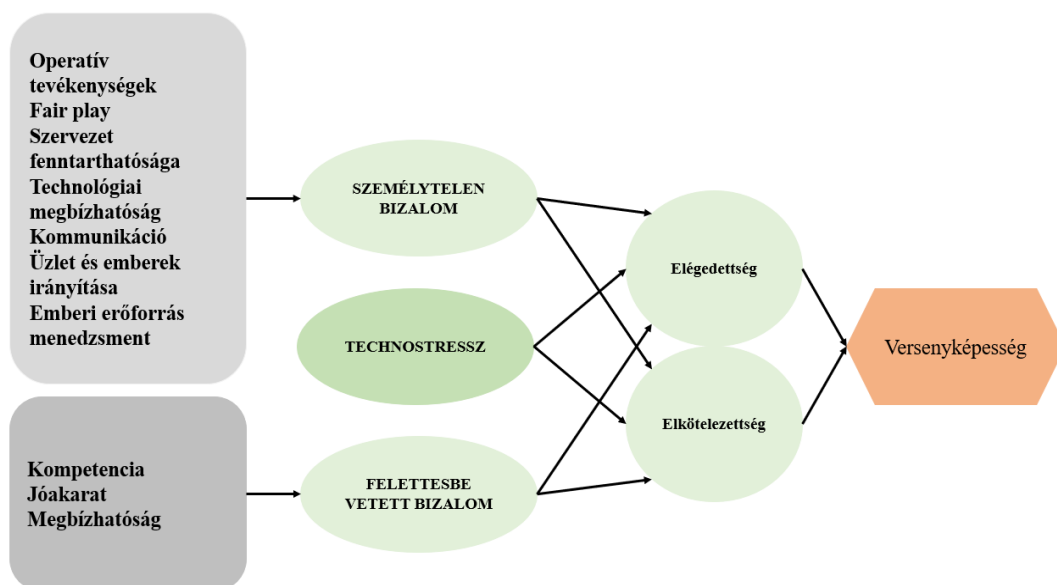 Operatív
tevékenységek
Fair play
Szervezet
fenntarthatósága
Technológiai
megbízhatóság
Kommunikáció
Üzlet és emberek
irányítása
Emberi erőforrás
menedzsment
Kompetencia
Jóakarat
Megbízhatóság
SZEMÉLYTELEN
BIZALOM
TECHNOSTRESSZ
FELETTESBE
VETETT BIZALOM
Elégedettség
Elkötelezettség
Versenyképesség